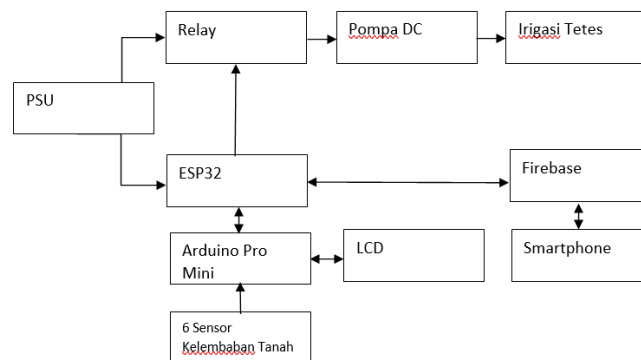 Relay
Pompa DC
Irigasi Tetes
PSU
ESP32
Firebase
Arduino Pro
Mini
LCD
Smartphone
6 Sensor
Kelembaban Tanah